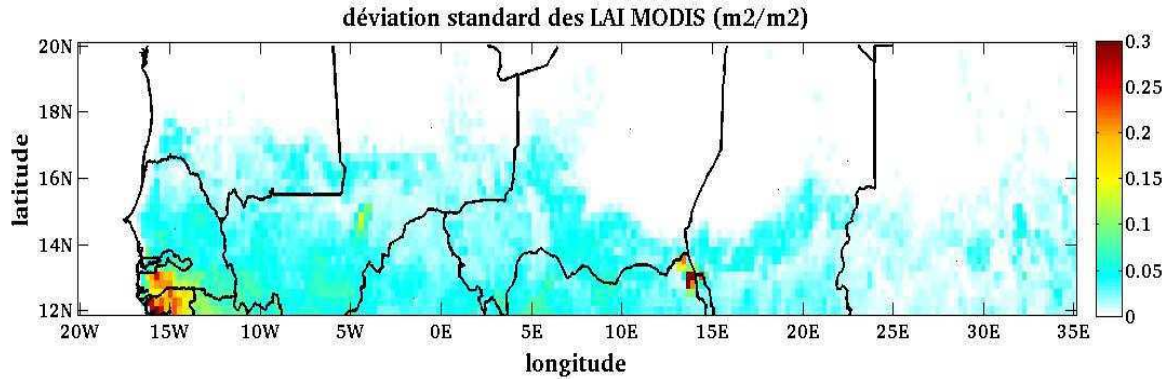 déviation standard des LAI MODIS (m2/m2)
20N
18N
16N
14N
12N
latitude
20W 15W 10W 5W 0E 5E 10E 15E 20E 25E 30E 35E
longitude
0.3
0.25
0.2
0.15
0.1
0.05
0